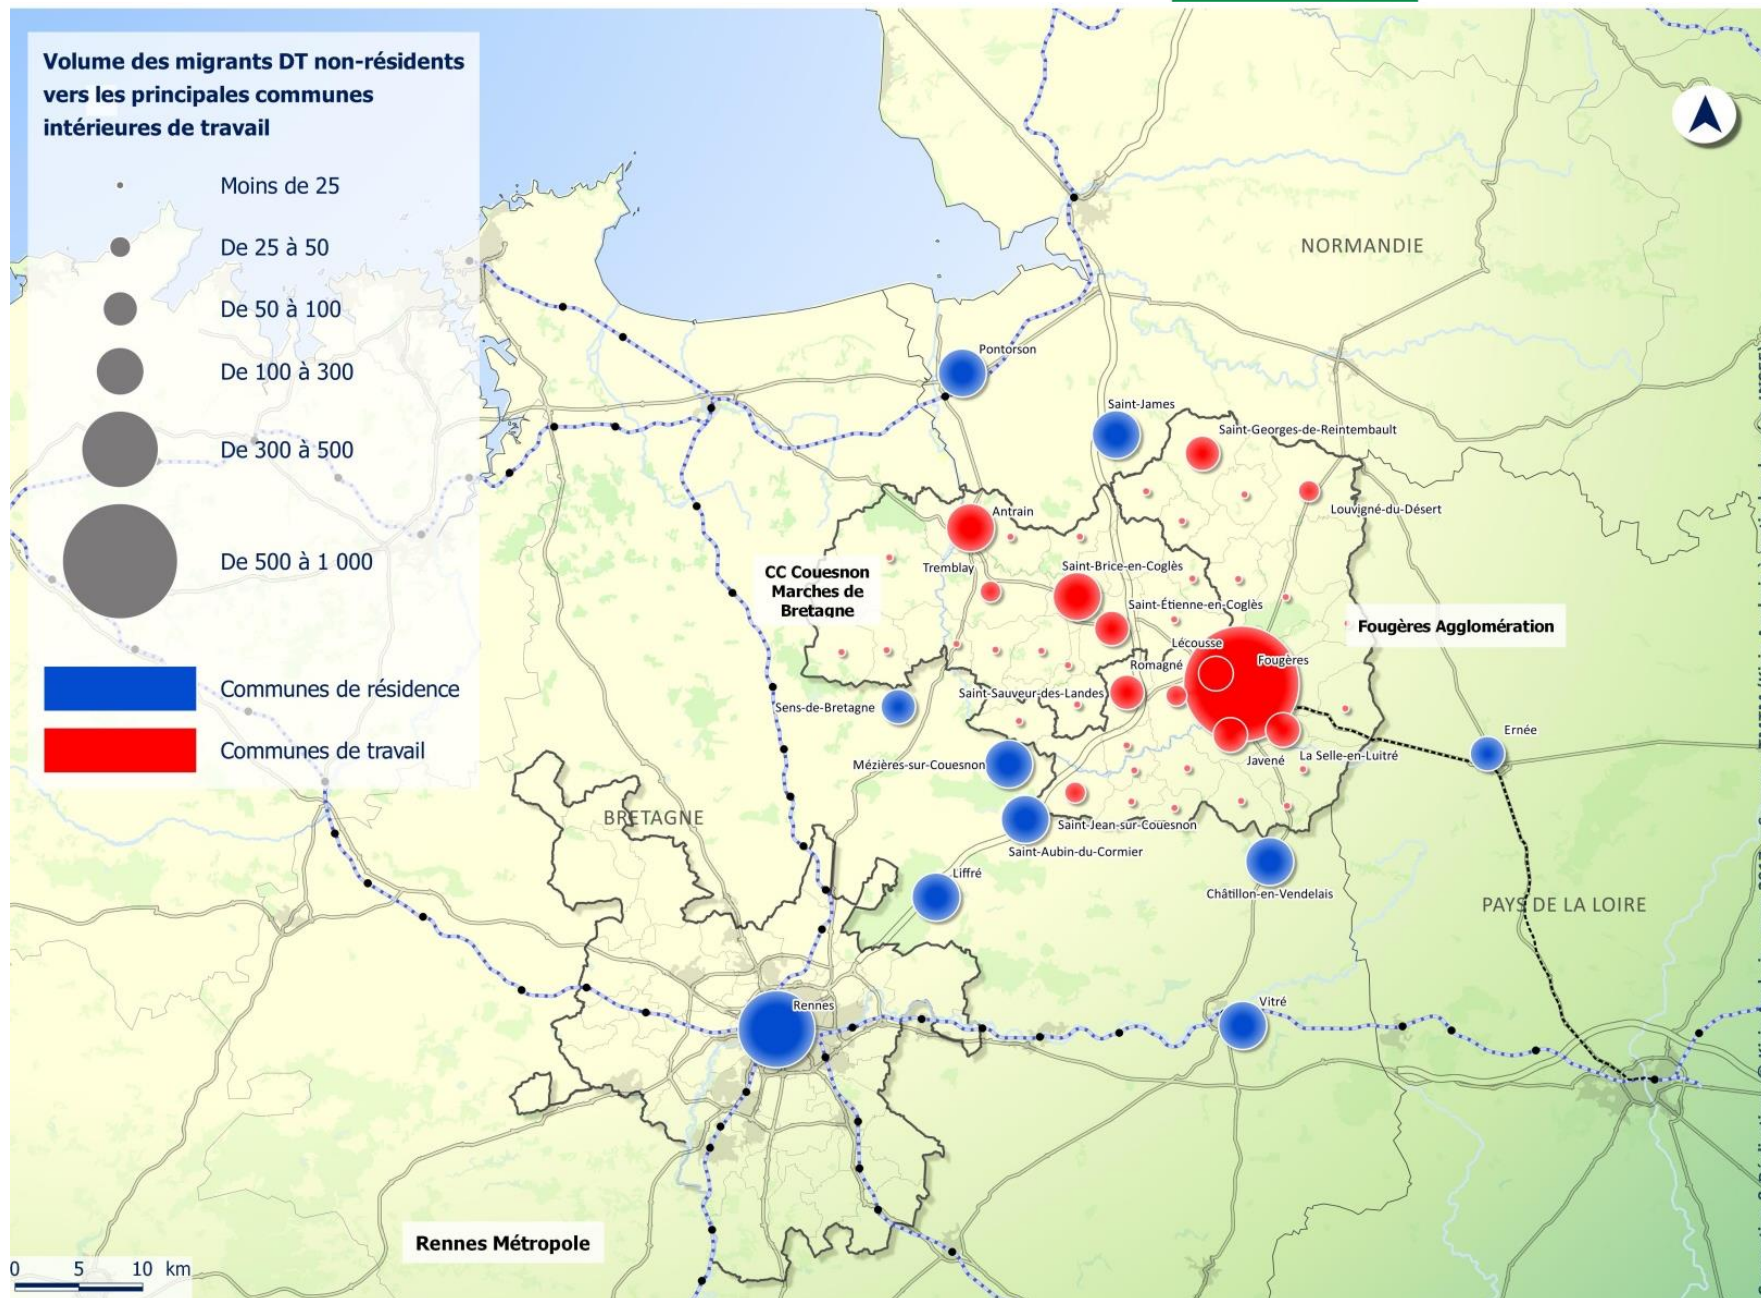 Volume des migrants DT non-résidents
vers les principales communes
intérieures de travail
Moins de 25
De 25 à 50
De 50 à 100
De 100 à 300
De 300 à 500
De 500 à 1 000
Communes de résidence
Communes de travail
NORMANDIE
Pontorson
Saint-James
Saint-Georges-de-Reintembault
Louvigné-du-Désert
Antrain
Tremblay
Saint-Brice-en-Coglès
CC Couesnon
Marches de
Bretagne
Saint-Étienne-en-Coglès
Fougères Agglomération
Lécousse
Romagné
Fougères
Saint-Sauveur-des-Landes
Sens-de-Bretagne
Ernée
Mézières-sur-Couesnon
Javené
La Selle-en-Luitré
BRETAGNE
Saint-Jean-sur-Couesnon
Saint-Aubin-du-Cormier
Liffré
Châtillon-en-Vendelais
PAYS DE LA LOIRE
Rennes
Vitré
Rennes Métropole
0 5 10 km